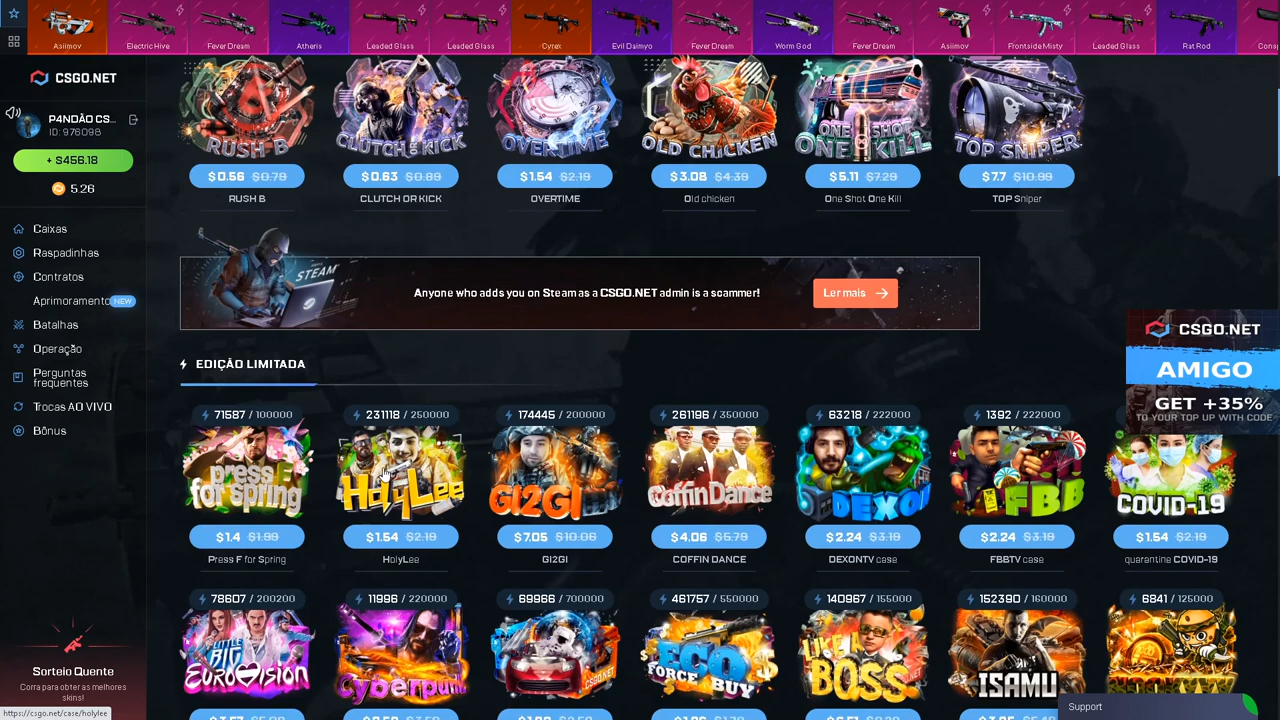 Asiimov
Electric Hive
Fever Dream
Atheris
Leaded Glass
Leaded Glass
Cyrex
Evil Daimyo
Fever Dream
Worm God
Fever Dream
Asiimov
Frontside Misty
Leaded Glass
Rat Rod
CSGO.NET
P4NDÃO CS...
ID: 976098
+ $456.18
5.26
Caixas
Raspadinhas
Contratos
Aprimoramento NEW
Batalhas
Operação
Perguntas
frequentes
Trocas AO VIVO
Bônus
Sorteio Quente
Corra para obter as melhores
skins!
https://csgo.net/case/holylee
RUSH B
CLUTCH OR KICK
OVERTIME
OLD CHICKEN
ONE SHOT
ONE KILL
TOP SNIPER
$0.56 $0.79
$0.63 $0.89
$1.54 $2.19
$3.08 $4.39
$5.11 $7.29
$7.7 $10.99
RUSH B
CLUTCH OR KICK
OVERTIME
Old chicken
One Shot One Kill
TOP Sniper
STEAM
Anyone who adds you on Steam as a CSGO.NET admin is a scammer!
Ler mais
EDIÇÃO LIMITADA
CSGO.NET
AMIGO
GET +35%
TO YOUR TOP UP WITH CODE
71587 / 100000
231118 / 250000
174445 / 200000
261196 / 350000
63218 / 222000
1392 / 222000
press F
for spring
HolyLee
GI2GI
Coffin Dance
DEXO
FBB
COVID-19
$1.4 $1.99
$1.54 $2.19
$7.05 $10.06
$4.06 $5.79
$2.24 $3.19
$2.24 $3.19
$1.54 $2.19
Press F for Spring
HolyLee
GI2GI
COFFIN DANCE
DEXONTV case
FBBTV case
quarantine COVID-19
78607 / 200200
11996 / 220000
69966 / 700000
461757 / 550000
140967 / 155000
152390 / 160000
6841 / 125000
LITTLE
BIG
EUROVISION
Cyberpunk
CSGO.NET
ECO
FORCE BUY
LIKE A
BOSS
ISAMU
Support